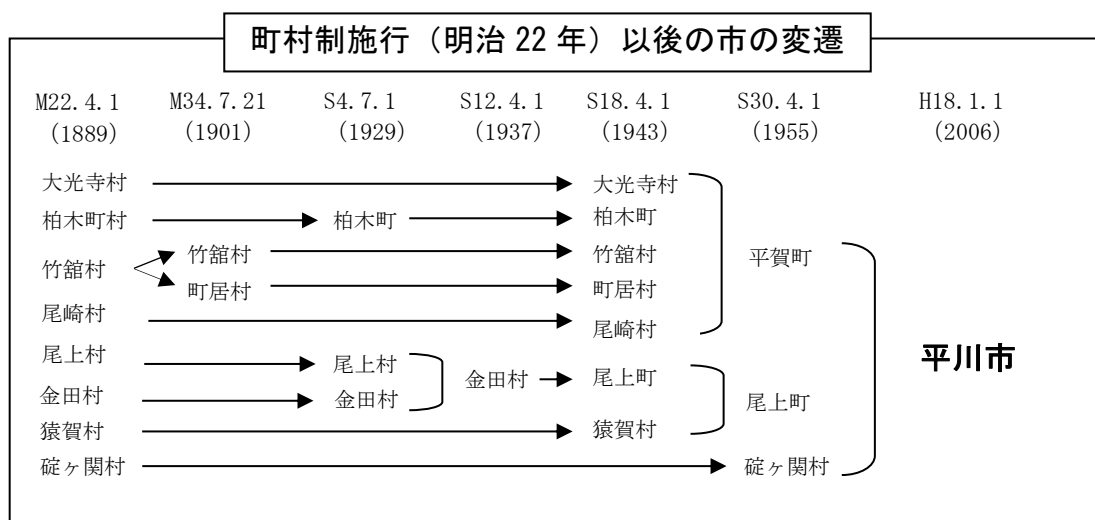 町村制施行（明治 22 年）以後の市の変遷
M22.4.1 M34.7.21 S4.7.1 S12.4.1 S18.4.1 S30.4.1 H18.1.1
(1889) (1901) (1929) (1937) (1943) (1955) (2006)
大光寺村 大光寺村
柏木町村 柏木町 柏木町
竹舘村 竹舘村 竹舘村 平賀町
町居村 町居村
尾崎村 尾崎村
尾上村 尾上村 金田村 尾上町 平川市
金田村 金田村 尾上町
猿賀村 猿賀村
碇ヶ関村 碇ヶ関村